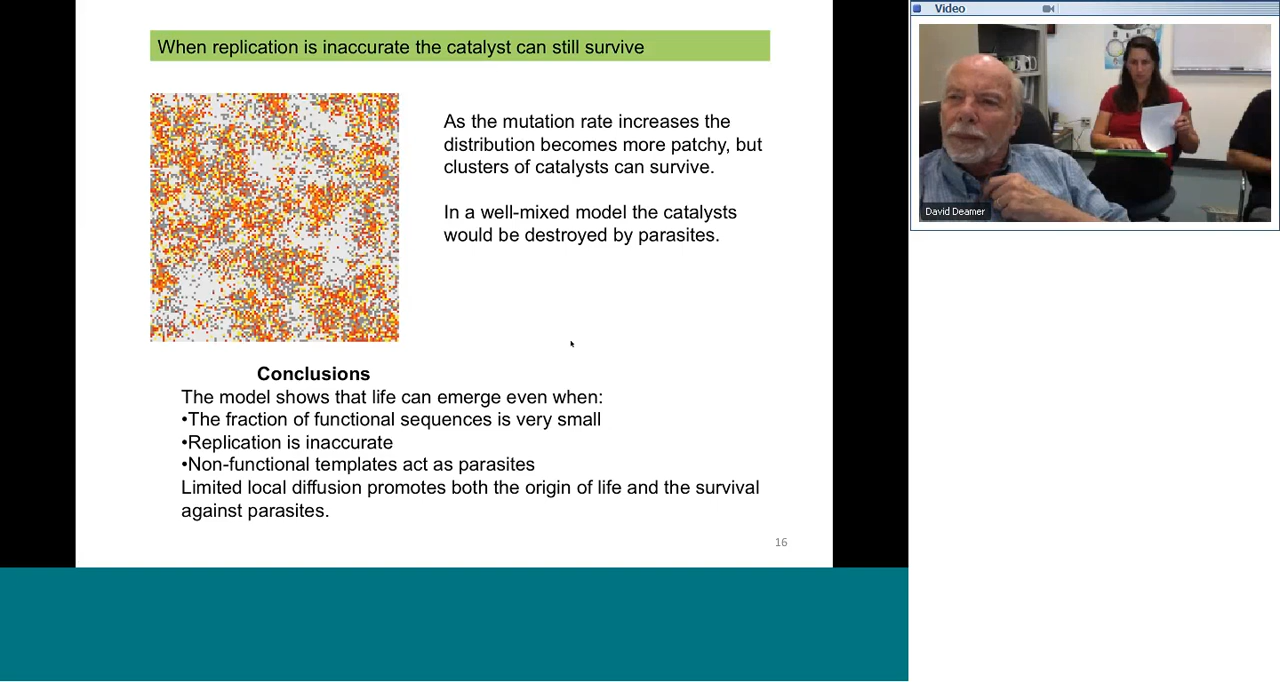 When replication is inaccurate the catalyst can still survive
As the mutation rate increases the
distribution becomes more patchy, but
clusters of catalysts can survive.
In a well-mixed model the catalysts
would be destroyed by parasites.
Conclusions
The model shows that life can emerge even when:
•The fraction of functional sequences is very small
•Replication is inaccurate
•Non-functional templates act as parasites
Limited local diffusion promotes both the origin of life and the survival
against parasites.
16
Video
David Deamer